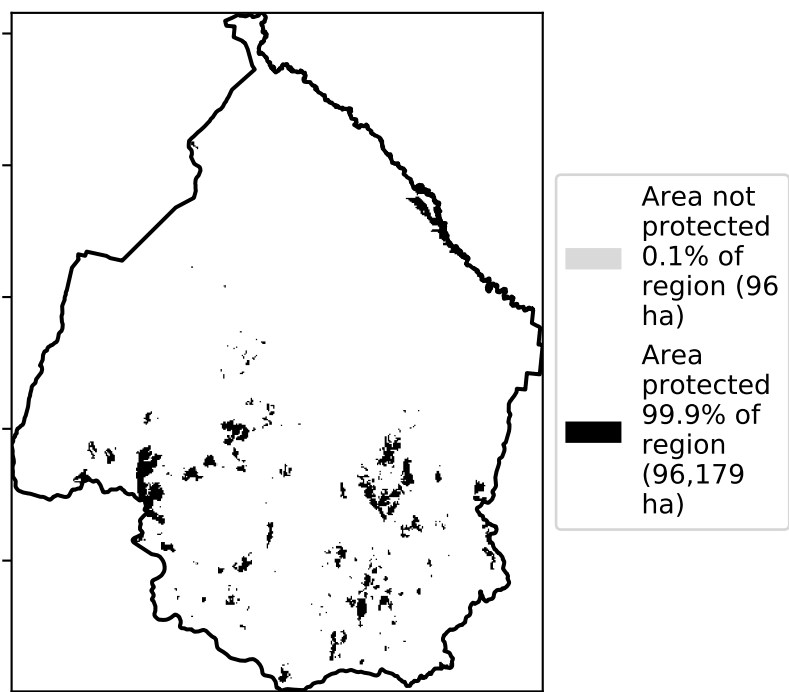 Area not
protected
0.1% of
region (96
ha)
Area
protected
99.9% of
region
(96,179
ha)